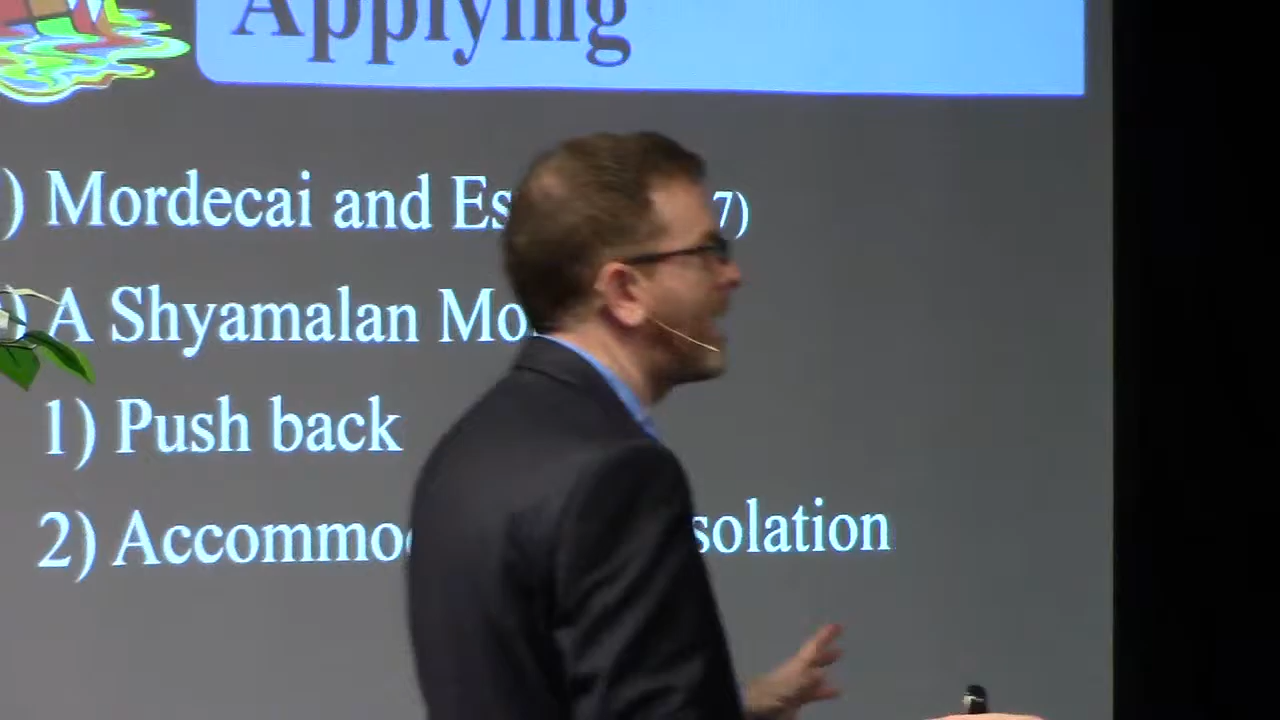 Applying
) Mordecai and Es 7)
) A Shyamalan Mo
1) Push back
2) Accommo solation